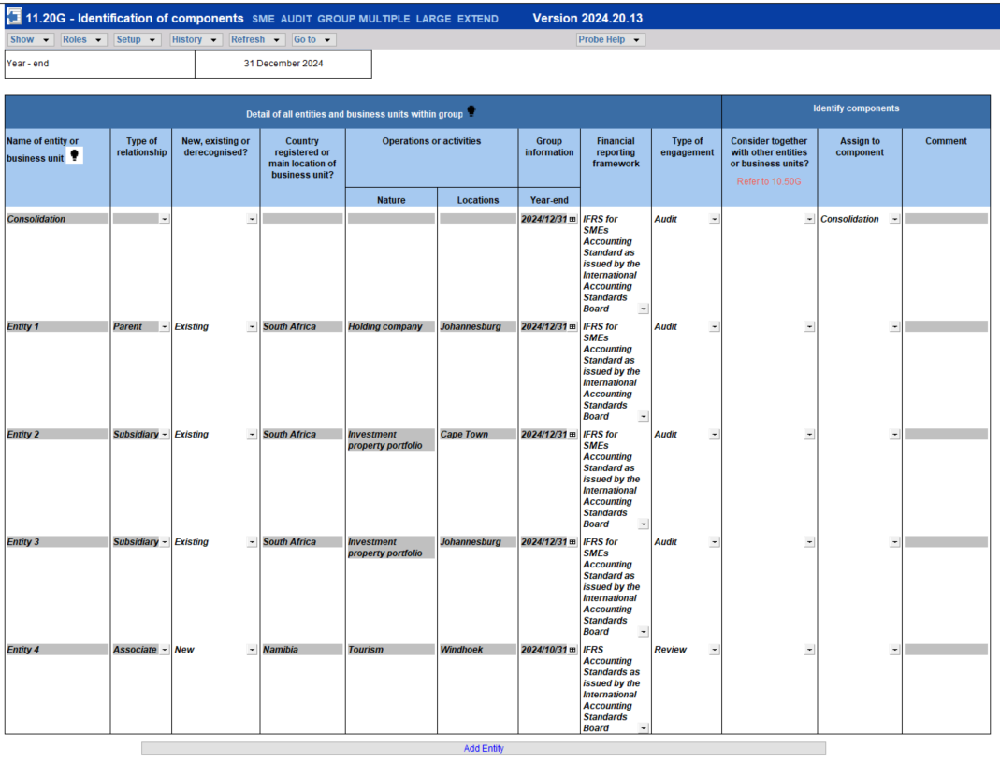 11.20G - Identification of components SME AUDIT GROUP MULTIPLE LARGE EXTEND Version 2024.20.13
Show Roles Setup History Refresh Go to Probe Help
Year - end 31 December 2024
Detail of all entities and business units within group
Identify components
Name of entity or
business unit
Type of
relationship
New, existing or
derecognised?
Country
registered or
main location of
business unit?
Operations or activities
Nature
Locations
Group
information
Year-end
Financial
reporting
framework
Type of
engagement
Consider together
with other entities
or business units?
Refer to 10.50G
Assign to
component
Comment
Consolidation
2024/12/31
IFRS for
SMEs
Accounting
Standard as
issued by the
International
Accounting
Standards
Board
Audit
Consolidation
Entity 1
Parent
Existing
South Africa
Holding company
Johannesburg
2024/12/31
IFRS for
SMEs
Accounting
Standard as
issued by the
International
Accounting
Standards
Board
Audit
Entity 2
Subsidiary
Existing
South Africa
Investment
property portfolio
Cape Town
2024/12/31
IFRS for
SMEs
Accounting
Standard as
issued by the
International
Accounting
Standards
Board
Audit
Entity 3
Subsidiary
Existing
South Africa
Investment
property portfolio
Johannesburg
2024/12/31
IFRS for
SMEs
Accounting
Standard as
issued by the
International
Accounting
Standards
Board
Audit
Entity 4
Associate
New
Namibia
Tourism
Windhoek
2024/10/31
IFRS
Accounting
Standards as
issued by the
International
Accounting
Standards
Board
Review
Add Entity